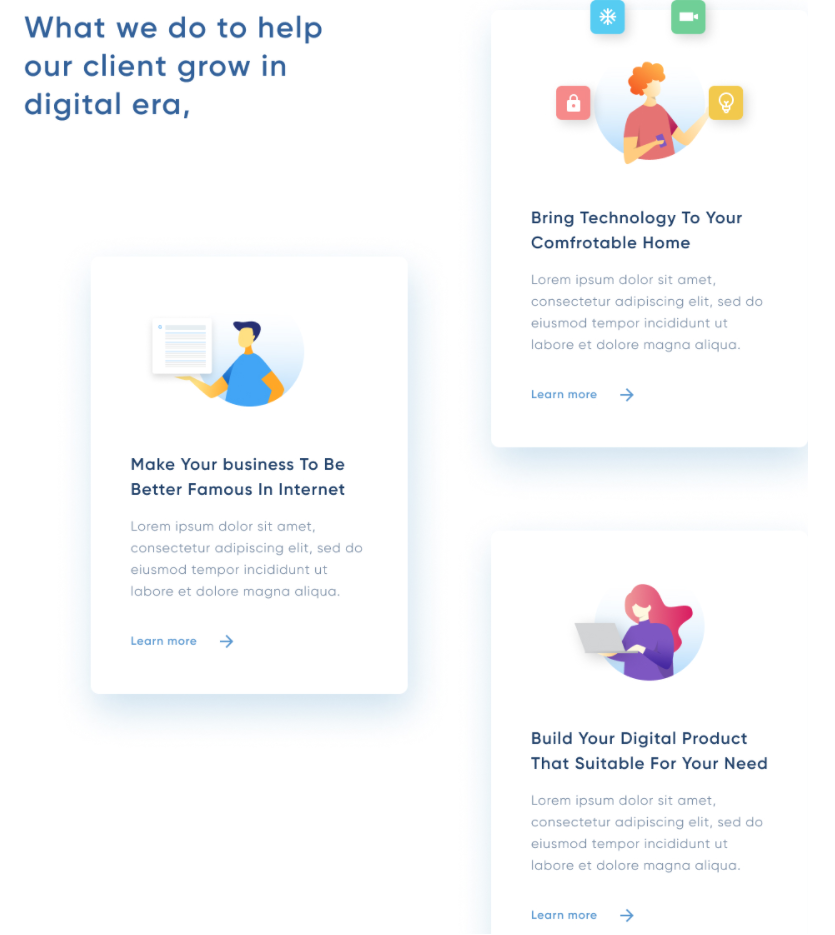 What we do to help
our client grow in
digital era,
Make Your business To Be
Better Famous In Internet
Lorem ipsum dolor sit amet,
consectetur adipiscing elit, sed do
eiusmod tempor incididunt ut
labore et dolore magna aliqua.
Learn more
Bring Technology To Your
Comfrotable Home
Lorem ipsum dolor sit amet,
consectetur adipiscing elit, sed do
eiusmod tempor incididunt ut
labore et dolore magna aliqua.
Learn more
Build Your Digital Product
That Suitable For Your Need
Lorem ipsum dolor sit amet,
consectetur adipiscing elit, sed do
eiusmod tempor incididunt ut
labore et dolore magna aliqua.
Learn more